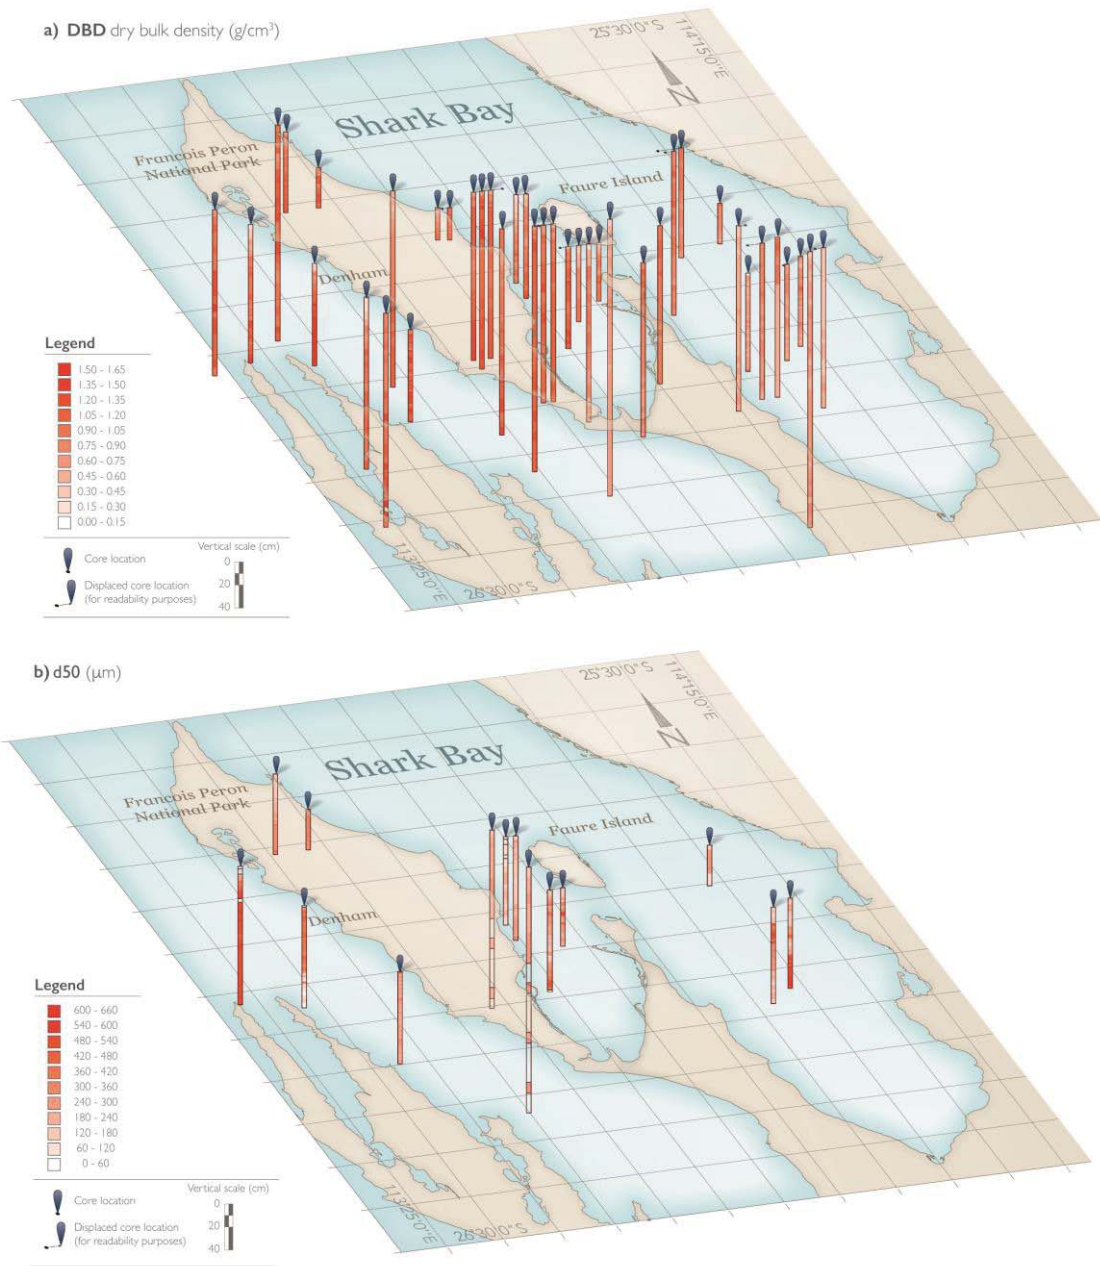 a) DBD dry bulk density (g/cm³)
25°30'0"S
114°15'0"E
N
Shark Bay
Francois Peron
National Park
Faure Island
Denham
Legend
1.50 - 1.65
1.35 - 1.50
1.20 - 1.35
1.05 - 1.20
0.90 - 1.05
0.75 - 0.90
0.60 - 0.75
0.45 - 0.60
0.30 - 0.45
0.15 - 0.30
0.00 - 0.15
Core location
Displaced core location
(for readability purposes)
Vertical scale (cm)
0
20
40
113°25'0"E
26°30'0"S
b) d50 (µm)
25°30'0"S
114°15'0"E
N
Shark Bay
Francois Peron
National Park
Faure Island
Denham
Legend
600 - 660
540 - 600
480 - 540
420 - 480
360 - 420
300 - 360
240 - 300
180 - 240
120 - 180
60 - 120
0 - 60
Core location
Displaced core location
(for readability purposes)
Vertical scale (cm)
0
20
40
113°25'0"E
26°30'0"S